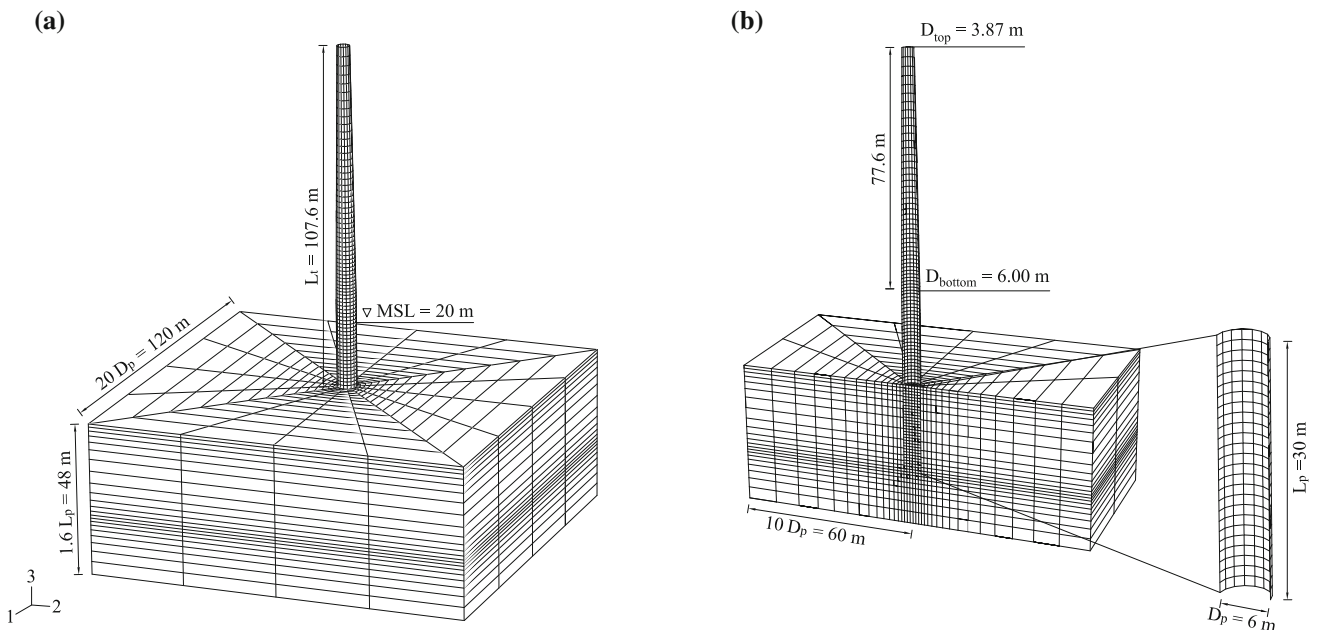 (a)
L_t = 107.6 m
▽ MSL = 20 m
20 D_p = 120 m
1.6 L_p = 48 m
3
1
2
(b)
D_top = 3.87 m
77.6 m
D_bottom = 6.00 m
10 D_p = 60 m
L_p =30 m
D_p = 6 m